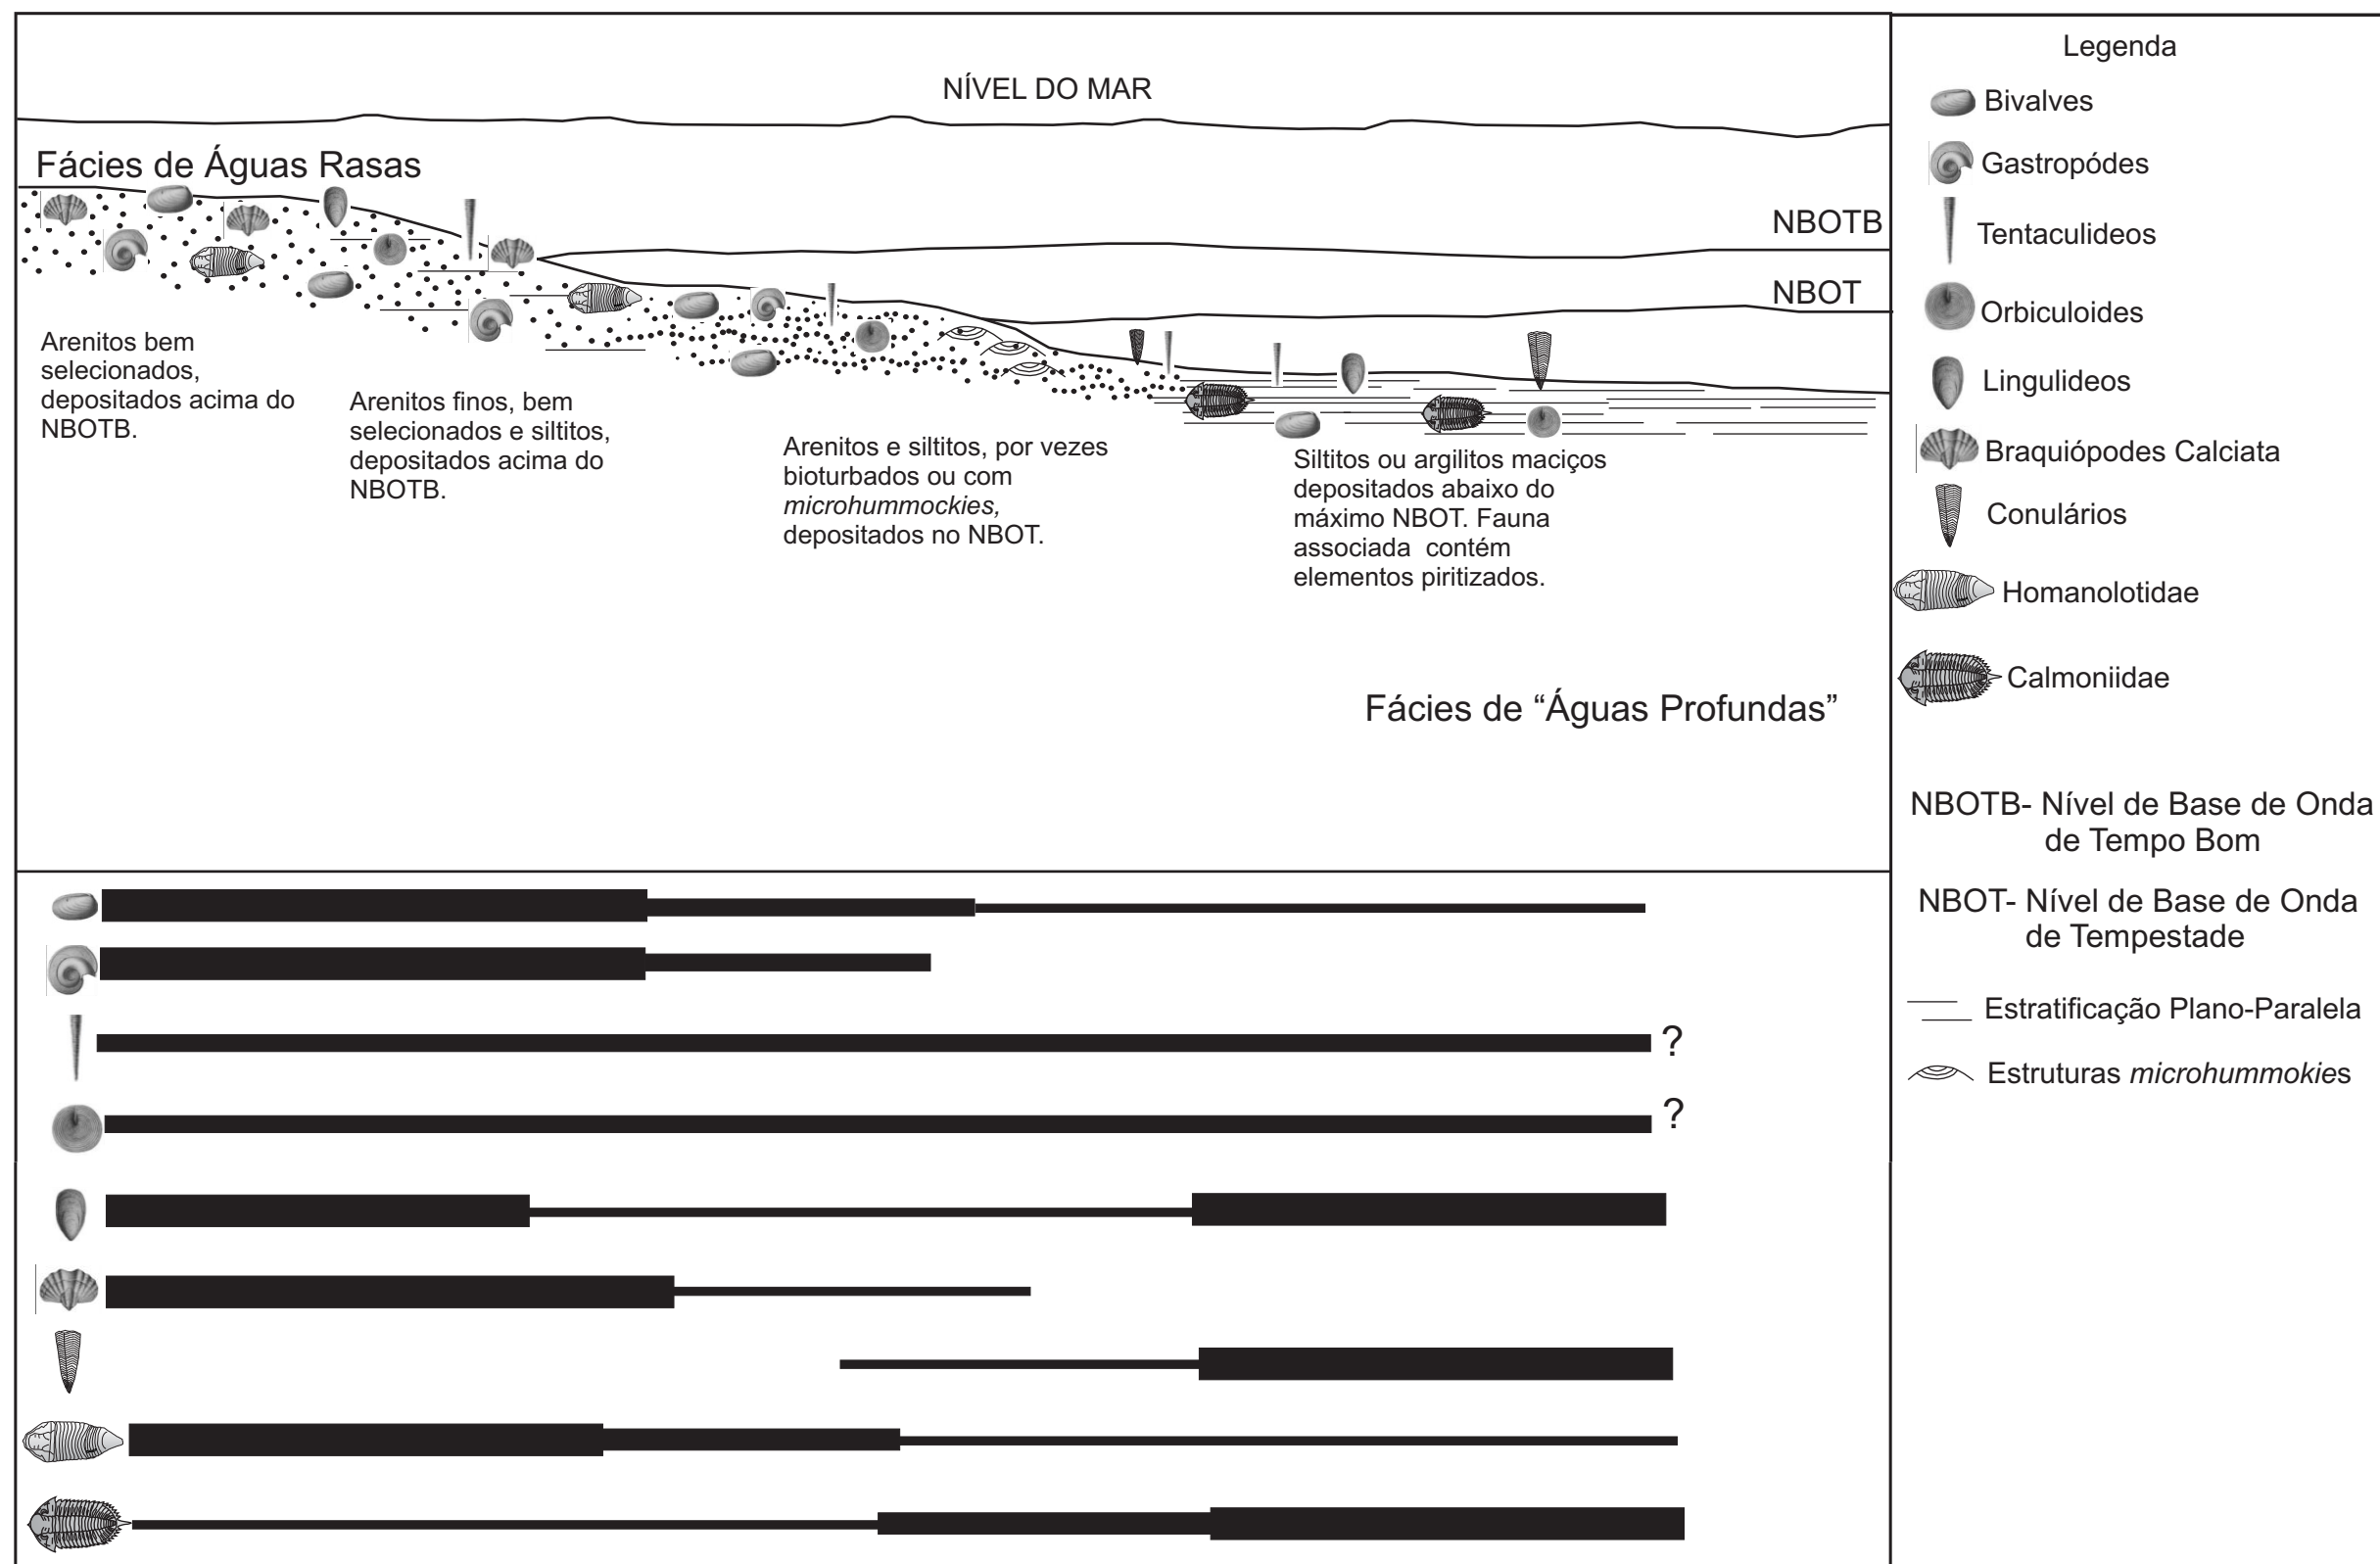 NÍVEL DO MAR
Fácies de Águas Rasas
NBOTB
NBOT
Arenitos bem
selecionados,
depositados acima do
NBOTB.
Arenitos finos, bem
selecionados e siltitos,
depositados acima do
NBOTB.
Arenitos e siltitos, por vezes
bioturbados ou com
microhummockies,
depositados no NBOT.
Siltitos ou argilitos maciços
depositados abaixo do
máximo NBOT. Fauna
associada contém
elementos piritizados.
Fácies de “Águas Profundas”
?
?
Legenda
Bivalves
Gastropódes
Tentaculideos
Orbiculoides
Lingulideos
Braquiópodes Calciata
Conulários
Homanolotidae
Calmoniidae
NBOTB- Nível de Base de Onda
de Tempo Bom
NBOT- Nível de Base de Onda
de Tempestade
Estratificação Plano-Paralela
Estruturas microhummokies